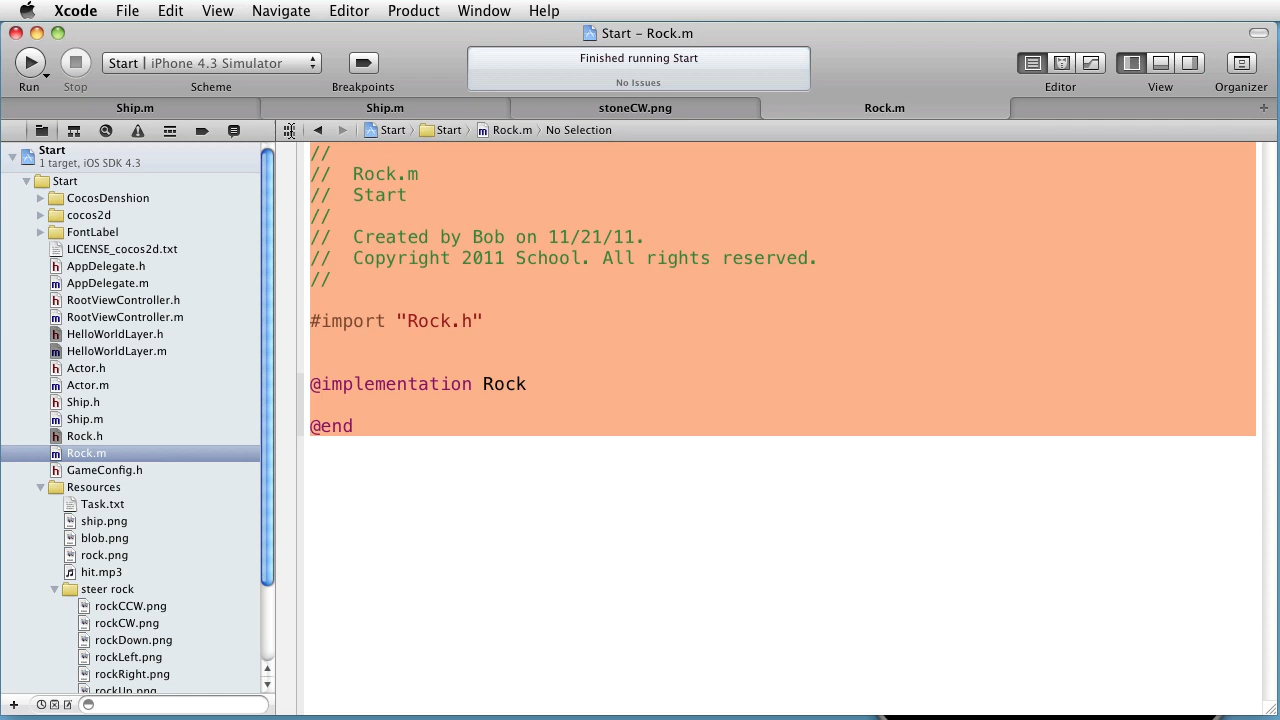 Xcode File Edit View Navigate Editor Product Window Help
Start – Rock.m
Start | iPhone 4.3 Simulator
Finished running Start
No Issues
Run Stop Scheme Breakpoints Editor View Organizer
Ship.m Ship.m stoneCW.png Rock.m
Start Start Rock.m No Selection
Start
1 target, iOS SDK 4.3
Start
CocosDenshion
cocos2d
FontLabel
LICENSE_cocos2d.txt
AppDelegate.h
AppDelegate.m
RootViewController.h
RootViewController.m
HelloWorldLayer.h
HelloWorldLayer.m
Actor.h
Actor.m
Ship.h
Ship.m
Rock.h
Rock.m
GameConfig.h
Resources
Task.txt
ship.png
blob.png
rock.png
hit.mp3
steer rock
rockCCW.png
rockCW.png
rockDown.png
rockLeft.png
rockRight.png
rockUp.png
//
// Rock.m
// Start
//
// Created by Bob on 11/21/11.
// Copyright 2011 School. All rights reserved.
//
#import "Rock.h"
@implementation Rock
@end